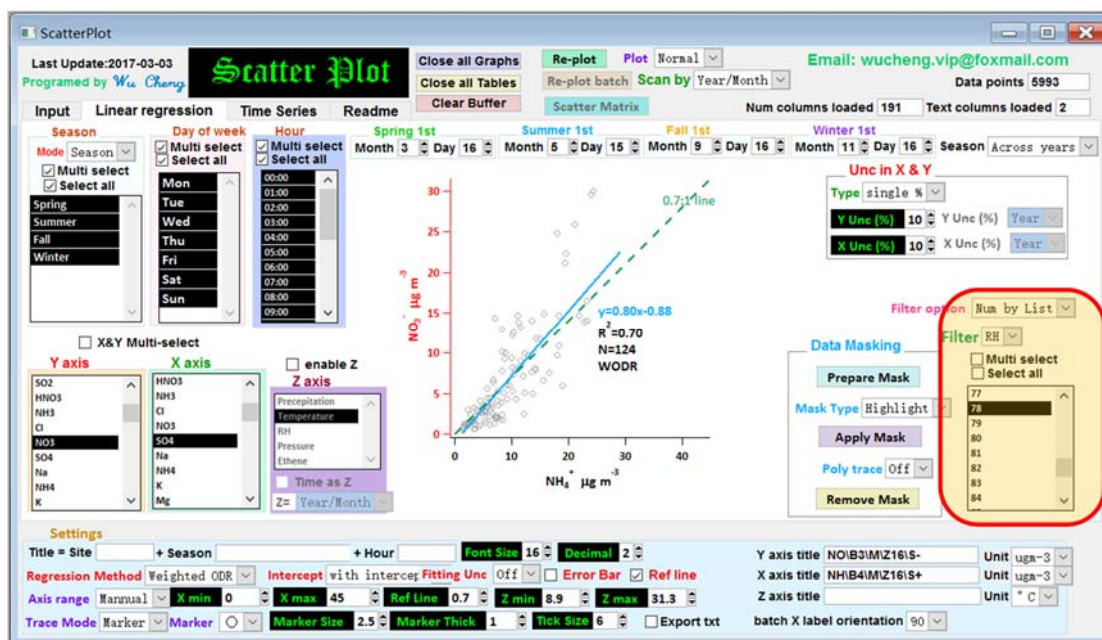 ScatterPlot
Last Update:2017-03-03
Programed by Wu Cheng
Scatter Plot
Close all Graphs
Close all Tables
Clear Buffer
Re-plot
Plot Normal
Re-plot batch
Scan by Year/Month
Scatter Matrix
Email: wucheng.vip@foxmail.com
Data points 5993
Num columns loaded 191
Text columns loaded 2
Input
Linear regression
Time Series
Readme
Season
Mode Season
Multi select
Select all
Spring
Summer
Fall
Winter
Day of week
Multi select
Select all
Mon
Tue
Wed
Thu
Fri
Sat
Sun
Hour
Multi select
Select all
00:00
01:00
02:00
03:00
04:00
05:00
06:00
07:00
08:00
09:00
Spring 1st
Month 3 Day 16
Summer 1st
Month 5 Day 15
Fall 1st
Month 9 Day 16
Winter 1st
Month 11 Day 16
Season Across years
Unc in X & Y
Type single %
Y Unc (%) 10 Y Unc (%) Year
X Unc (%) 10 X Unc (%) Year
30
25
20
15
10
5
0
NO3- μg m-3
0.7:1 line
y=0.80x-0.88
R2=0.70
N=124
WODR
0 10 20 30 40
NH4+ μg m-3
Filter option Num by List
Filter RH
Multi select
Select all
77
78
79
80
81
82
83
84
Data Masking
Prepare Mask
Mask Type Highlight
Apply Mask
Poly trace Off
Remove Mask
X&Y Multi-select
Y axis
SO2
HNO3
NH3
Cl
NO3
SO4
Na
NH4
K
X axis
HNO3
NH3
Cl
NO3
SO4
Na
NH4
K
Mg
enable Z
Z axis
Precepitation
Temperature
RH
Pressure
Ethene
Time as Z
Z= Year/Month
Settings
Title = Site + Season + Hour Font Size 16 Decimal 2
Regression Method Weighted ODR Intercept with intercep Fitting Unc Off Error Bar Ref line
Axis range Mannual X min 0 X max 45 Ref Line 0.7 Z min 8.9 Z max 31.3
Trace Mode Marker Marker Marker Size 2.5 Marker Thick 1 Tick Size 6 Export txt
Y axis title NO\B3\M\Z16\S- Unit ugm-3
X axis title NH\B4\M\Z16\S+ Unit ugm-3
Z axis title Unit °C
batch X label orientation 90